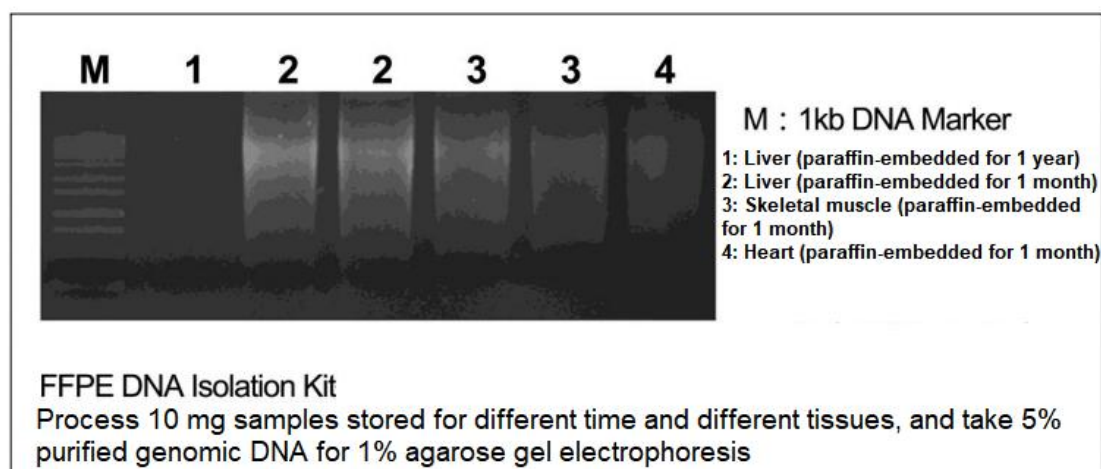 M 1 2 2 3 3 4
M : 1kb DNA Marker
1: Liver (paraffin-embedded for 1 year)
2: Liver (paraffin-embedded for 1 month)
3: Skeletal muscle (paraffin-embedded
for 1 month)
4: Heart (paraffin-embedded for 1 month)
FFPE DNA Isolation Kit
Process 10 mg samples stored for different time and different tissues, and take 5%
purified genomic DNA for 1% agarose gel electrophoresis